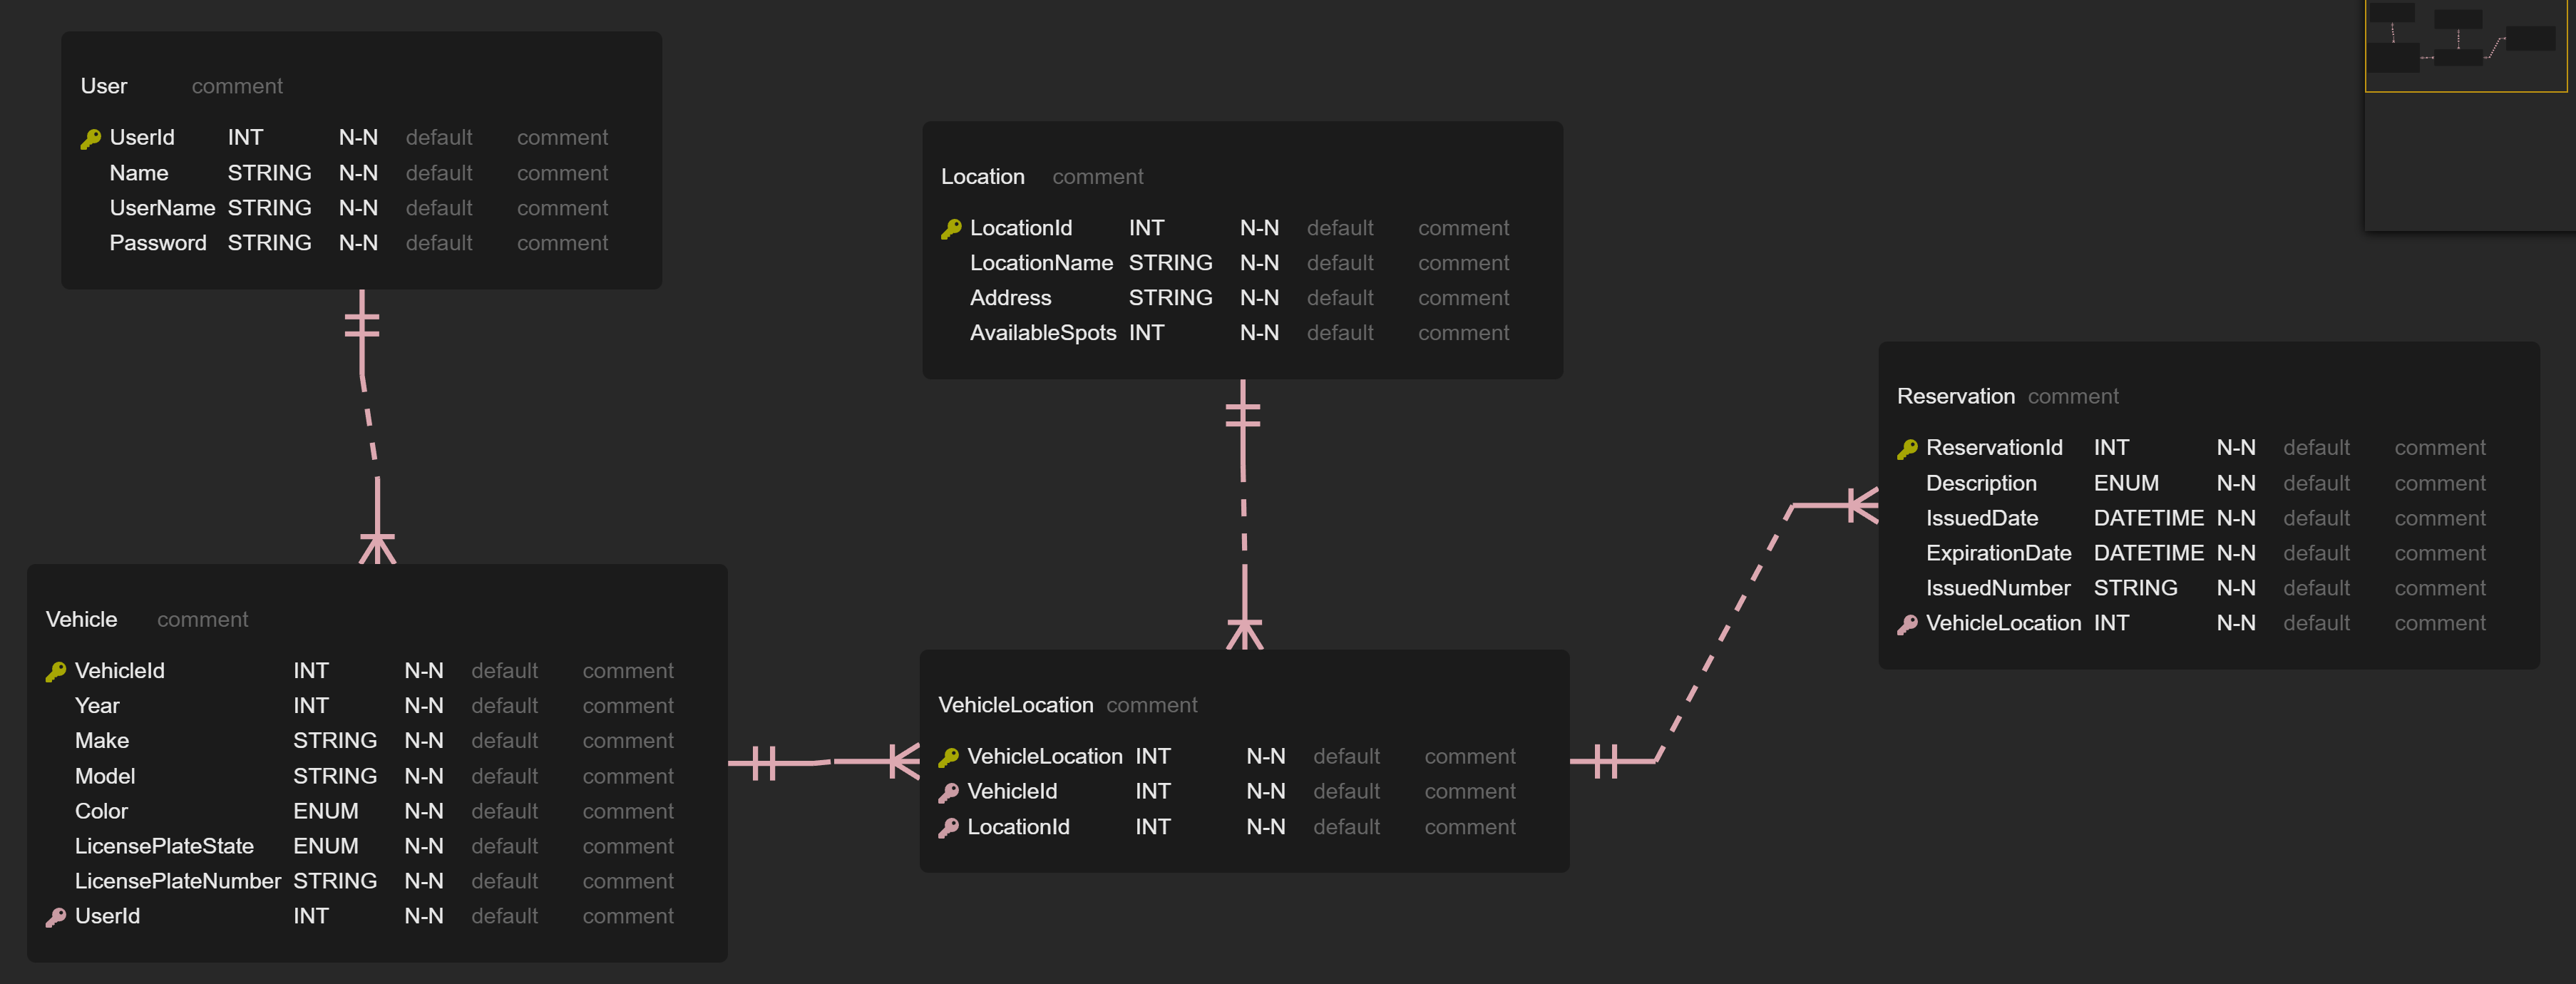 User comment
UserId INT N-N default comment
Name STRING N-N default comment
UserName STRING N-N default comment
Password STRING N-N default comment
Location comment
LocationId INT N-N default comment
LocationName STRING N-N default comment
Address STRING N-N default comment
AvailableSpots INT N-N default comment
Reservation comment
ReservationId INT N-N default comment
Description ENUM N-N default comment
IssuedDate DATETIME N-N default comment
ExpirationDate DATETIME N-N default comment
IssuedNumber STRING N-N default comment
VehicleLocation INT N-N default comment
Vehicle comment
VehicleId INT N-N default comment
Year INT N-N default comment
Make STRING N-N default comment
Model STRING N-N default comment
Color ENUM N-N default comment
LicensePlateState ENUM N-N default comment
LicensePlateNumber STRING N-N default comment
UserId INT N-N default comment
VehicleLocation comment
VehicleLocation INT N-N default comment
VehicleId INT N-N default comment
LocationId INT N-N default comment